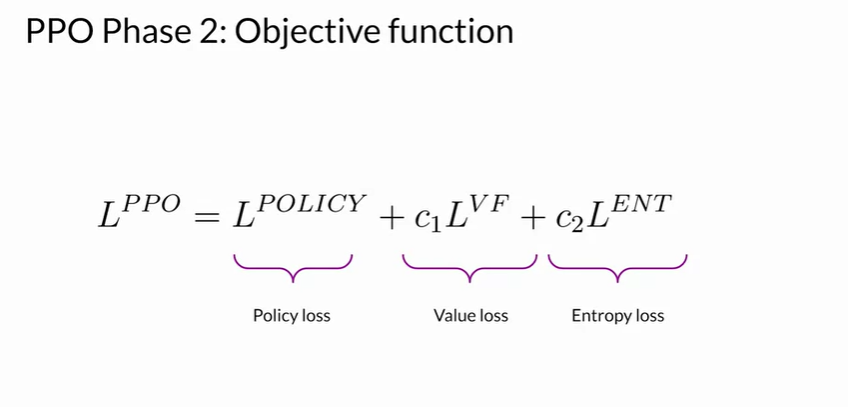 PPO Phase 2: Objective function
L^{PPO} = L^{POLICY} + c_1 L^{VF} + c_2 L^{ENT}
Policy loss Value loss Entropy loss